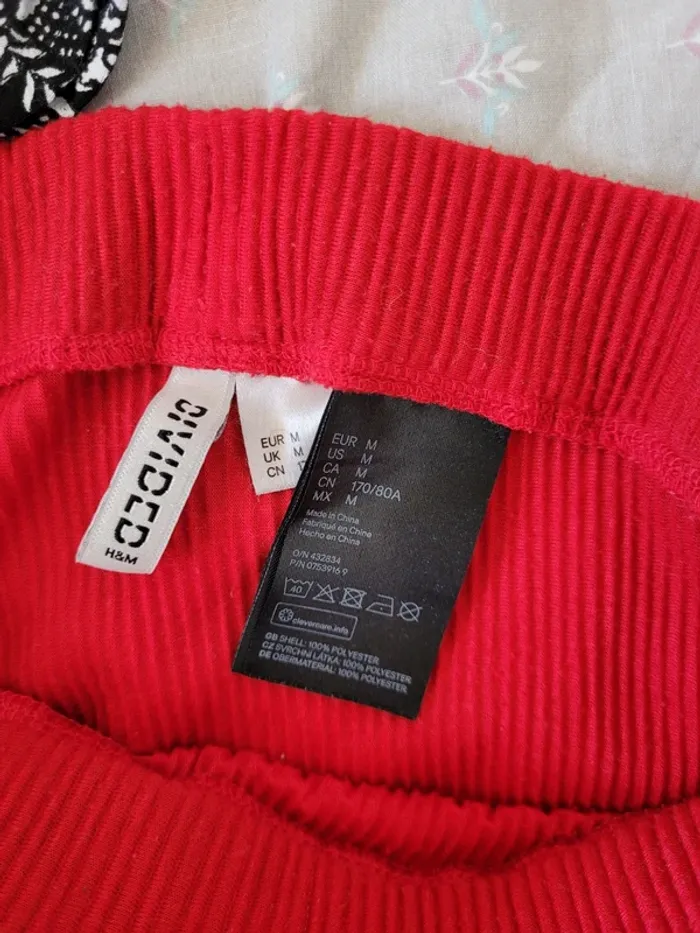 DIVIDED
H&M
EUR M
UK M
CN
EUR M
US M
CA M
CN 170/80A
MX M
Made in China
Fabriqué en Chine
Hecho en China
O/N 432834
P/N 0753916 9
40
clevercare.info
GB SHELL: 100% POLYESTER
CZ SVRCHNÍ LÁTKA: 100% POLYESTER
DE OBERMATERIAL: 100% POLYESTER